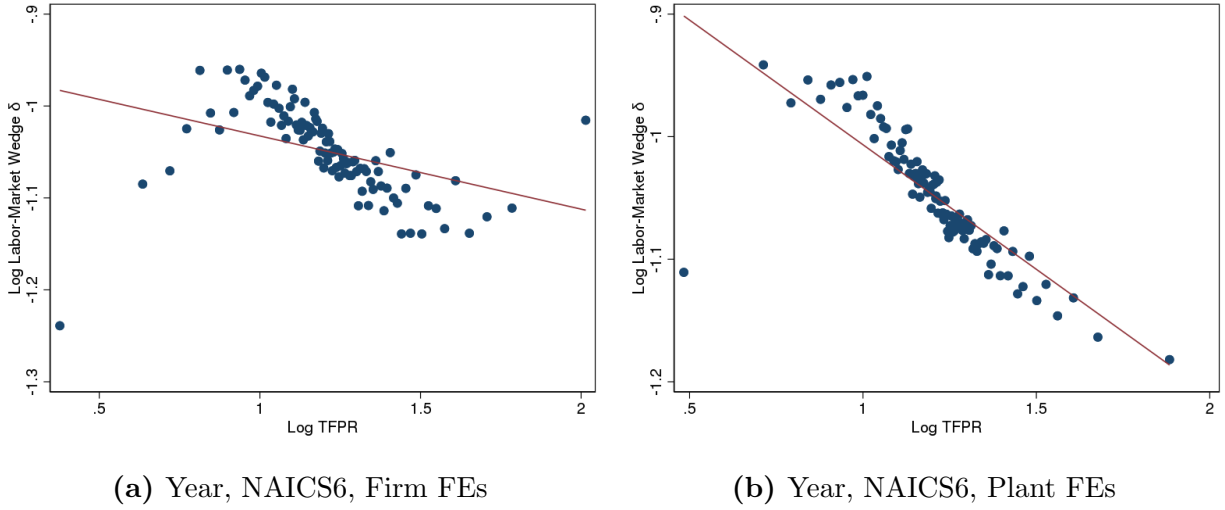 -.9
-1
-1.1
-1.2
-1.3
Log Labor-Market Wedge δ
.5
1
1.5
2
Log TFPR
(a) Year, NAICS6, Firm FEs
-.9
-1
-1.1
-1.2
Log Labor-Market Wedge δ
.5
1
1.5
2
Log TFPR
(b) Year, NAICS6, Plant FEs